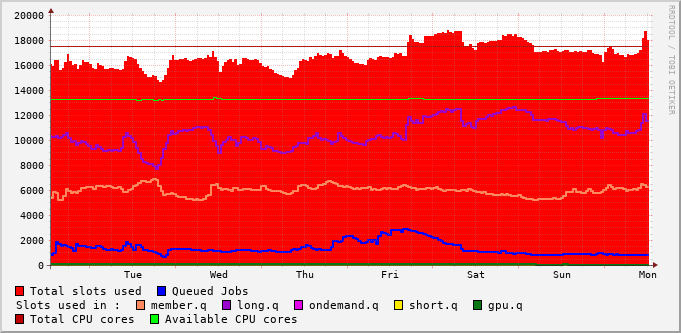 20000
18000
16000
14000
12000
10000
8000
6000
4000
2000
0
Tue Wed Thu Fri Sat Sun Mon
RRDTOOL / TOBI OETIKER
Total slots used Queued Jobs
Slots used in : member.q long.q ondemand.q short.q gpu.q
Total CPU cores Available CPU cores